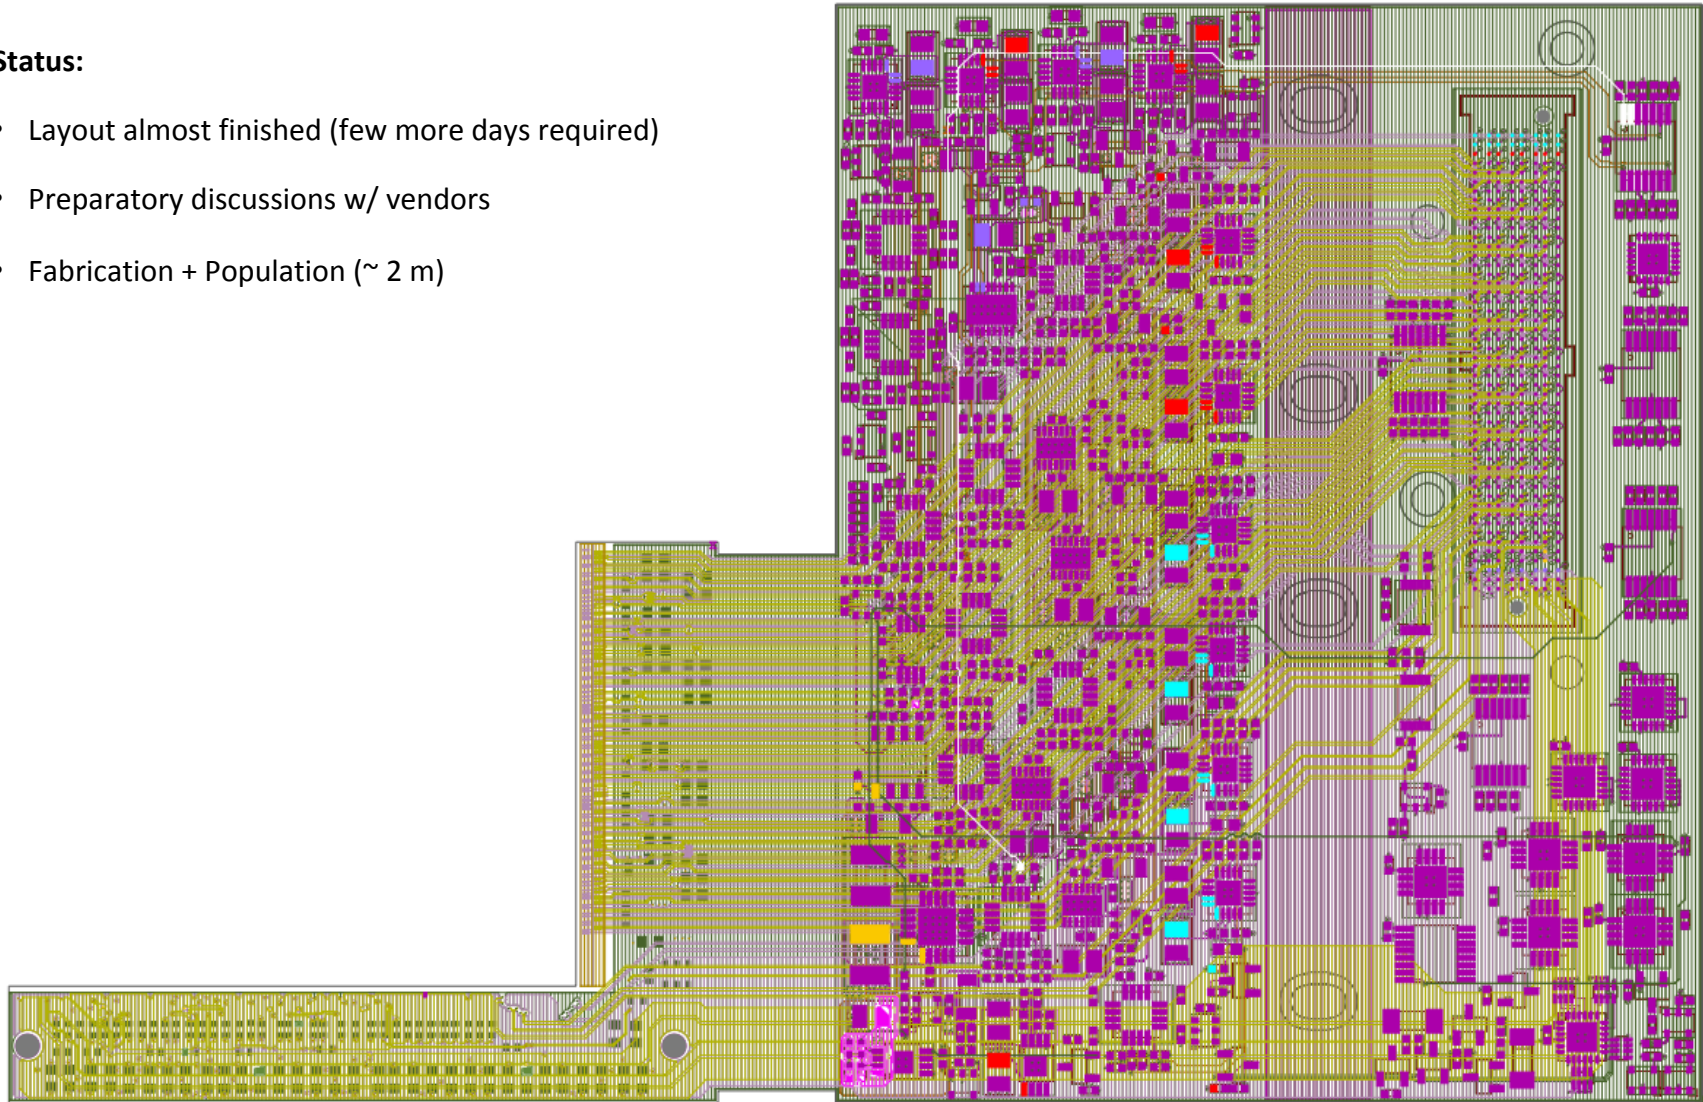 Status:
• Layout almost finished (few more days required)
• Preparatory discussions w/ vendors
• Fabrication + Population (~ 2 m)